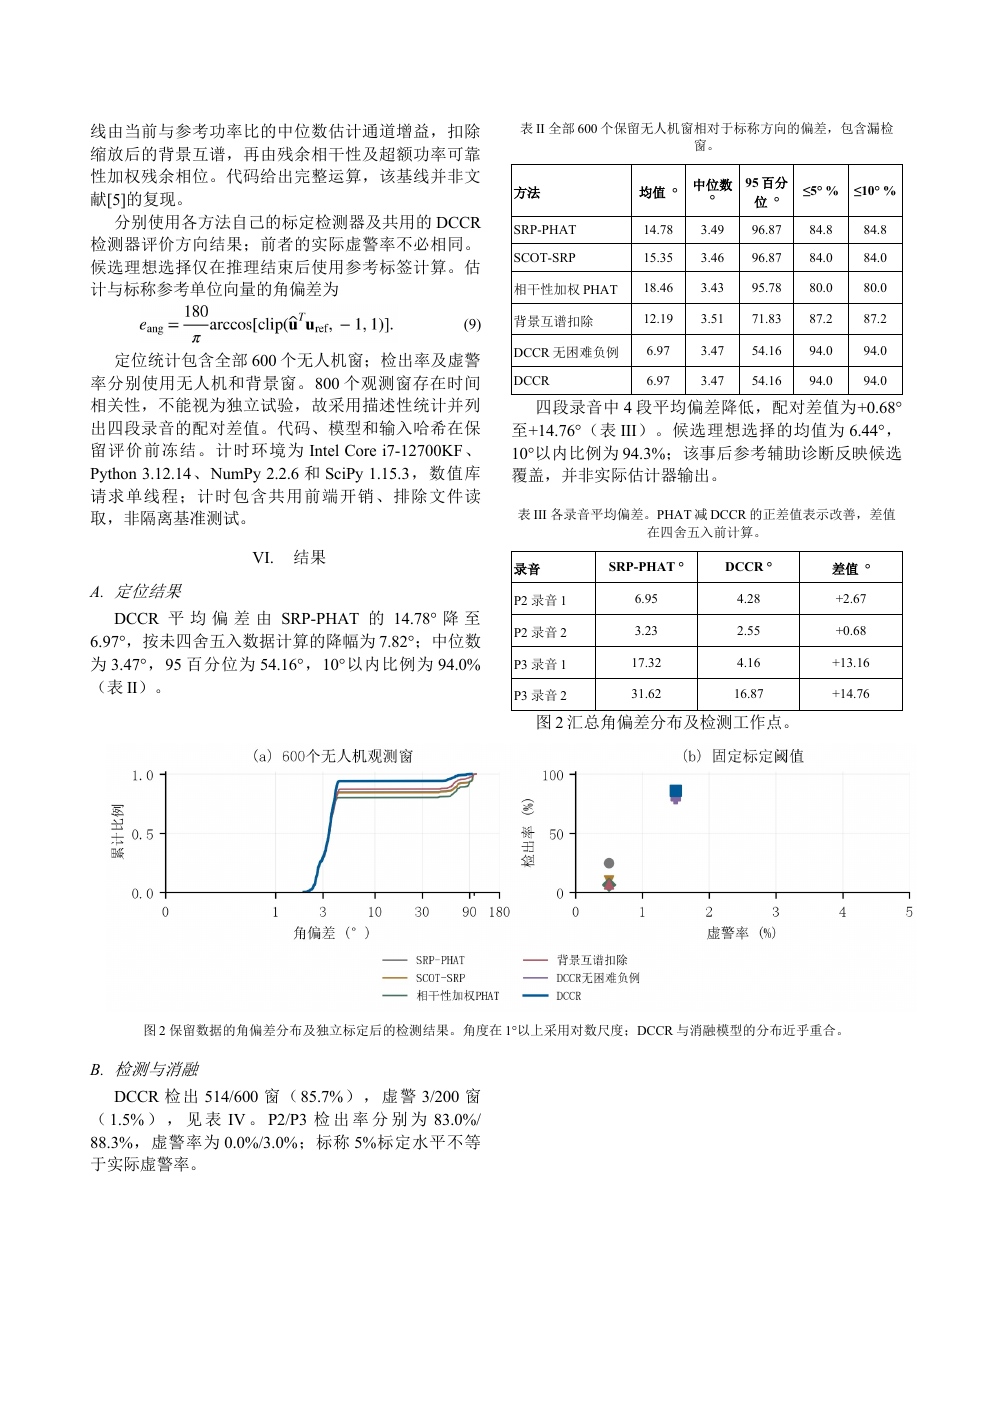 线由当前与参考功率比的中位数估计通道增益，扣除
缩放后的背景互谱，再由残余相干性及超额功率可靠
性加权残余相位。代码给出完整运算，该基线并非文
献[5]的复现。
分别使用各方法自己的标定检测器及共用的 DCCR
检测器评价方向结果；前者的实际虚警率不必相同。
候选理想选择仅在推理结束后使用参考标签计算。估
计与标称参考单位向量的角偏差为
e_ang = 180/π arccos[clip(û^T u_ref, − 1, 1)]. (9)
定位统计包含全部 600 个无人机窗；检出率及虚警
率分别使用无人机和背景窗。800 个观测窗存在时间
相关性，不能视为独立试验，故采用描述性统计并列
出四段录音的配对差值。代码、模型和输入哈希在保
留评价前冻结。计时环境为 Intel Core i7-12700KF、
Python 3.12.14、NumPy 2.2.6 和 SciPy 1.15.3，数值库
请求单线程；计时包含共用前端开销、排除文件读
取，非隔离基准测试。
VI. 结果
A. 定位结果
DCCR 平均偏差由 SRP-PHAT 的 14.78° 降至
6.97°，按未四舍五入数据计算的降幅为 7.82°；中位数
为 3.47°，95 百分位为 54.16°，10°以内比例为 94.0%
（表 II）。
表 II 全部 600 个保留无人机窗相对于标称方向的偏差，包含漏检
窗。
方法 均值 ° 中位数 ° 95 百分位 ° ≤5° % ≤10° %
SRP-PHAT 14.78 3.49 96.87 84.8 84.8
SCOT-SRP 15.35 3.46 96.87 84.0 84.0
相干性加权 PHAT 18.46 3.43 95.78 80.0 80.0
背景互谱扣除 12.19 3.51 71.83 87.2 87.2
DCCR 无困难负例 6.97 3.47 54.16 94.0 94.0
DCCR 6.97 3.47 54.16 94.0 94.0
四段录音中 4 段平均偏差降低，配对差值为+0.68°
至+14.76°（表 III）。候选理想选择的均值为 6.44°，
10°以内比例为 94.3%；该事后参考辅助诊断反映候选
覆盖，并非实际估计器输出。
表 III 各录音平均偏差。PHAT 减 DCCR 的正差值表示改善，差值
在四舍五入前计算。
录音 SRP-PHAT ° DCCR ° 差值 °
P2 录音 1 6.95 4.28 +2.67
P2 录音 2 3.23 2.55 +0.68
P3 录音 1 17.32 4.16 +13.16
P3 录音 2 31.62 16.87 +14.76
图 2 汇总角偏差分布及检测工作点。
(a) 600个无人机观测窗
累计比例
1.0
0.5
0.0
0 1 3 10 30 90 180
角偏差 (°)
(b) 固定标定阈值
检出率 (%)
100
50
0
0 1 2 3 4 5
虚警率 (%)
SRP-PHAT
SCOT-SRP
相干性加权PHAT
背景互谱扣除
DCCR无困难负例
DCCR
图 2 保留数据的角偏差分布及独立标定后的检测结果。角度在 1°以上采用对数尺度；DCCR 与消融模型的分布近乎重合。
B. 检测与消融
DCCR 检出 514/600 窗（85.7%），虚警 3/200 窗
（1.5%），见表 IV。P2/P3 检出率分别为 83.0%/
88.3%，虚警率为 0.0%/3.0%；标称 5%标定水平不等
于实际虚警率。